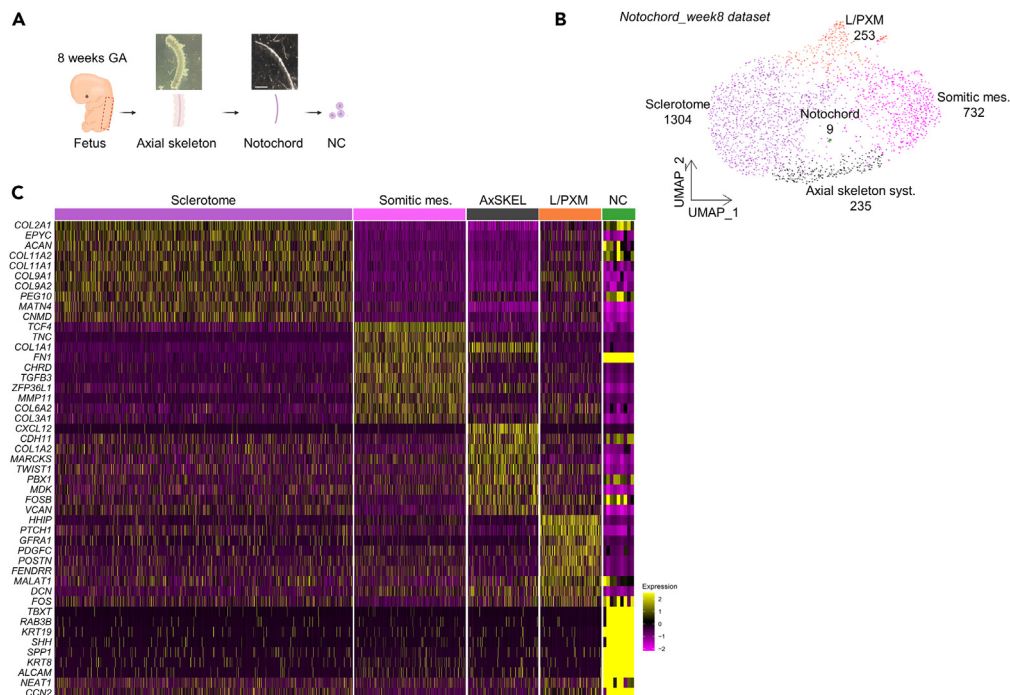 A
8 weeks GA
Fetus
Axial skeleton
Notochord
NC
B
Notochord_week8 dataset
L/PXM
253
Sclerotome
1304
Notochord
9
Somitic mes.
732
Axial skeleton syst.
235
UMAP_2
UMAP_1
C
Sclerotome
Somitic mes.
AxSKEL
L/PXM
NC
COL2A1
EPYC
ACAN
COL11A2
COL11A1
COL9A1
COL9A2
PEG10
MATN4
CNMD
TCF4
TNC
COL1A1
FN1
CHRD
TGFB3
ZFP36L1
MMP11
COL6A2
COL3A1
CXCL12
CDH11
COL1A2
MARCKS
TWIST1
PBX1
MDK
FOSB
VCAN
HHIP
PTCH1
GFRA1
PDGFC
POSTN
FENDRR
MALAT1
DCN
FOS
TBXT
RAB3B
KRT19
SHH
SPP1
KRT8
ALCAM
NEAT1
CCN2
Expression
2
1
0
−1
−2